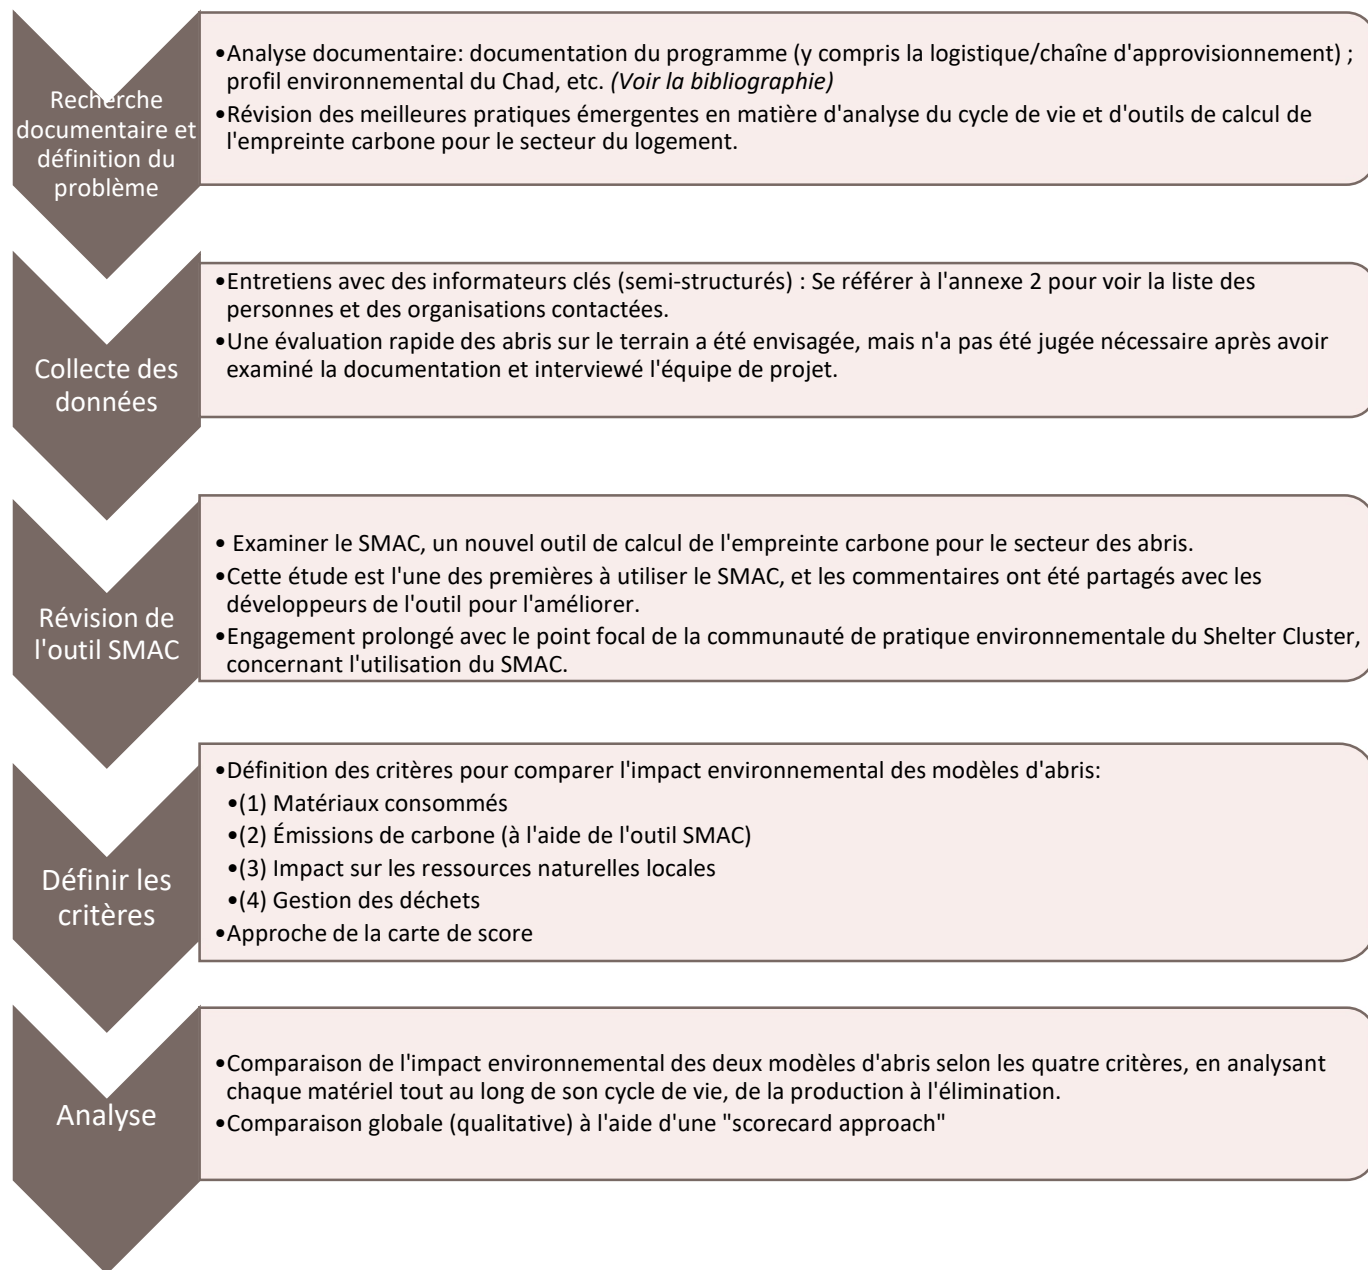 Recherche
documentaire et
définition du
problème
•Analyse documentaire: documentation du programme (y compris la logistique/chaîne d'approvisionnement) ;
profil environnemental du Chad, etc. (Voir la bibliographie)
•Révision des meilleures pratiques émergentes en matière d'analyse du cycle de vie et d'outils de calcul de
l'empreinte carbone pour le secteur du logement.
Collecte des
données
•Entretiens avec des informateurs clés (semi-structurés) : Se référer à l'annexe 2 pour voir la liste des
personnes et des organisations contactées.
•Une évaluation rapide des abris sur le terrain a été envisagée, mais n'a pas été jugée nécessaire après avoir
examiné la documentation et interviewé l'équipe de projet.
Révision de
l'outil SMAC
• Examiner le SMAC, un nouvel outil de calcul de l'empreinte carbone pour le secteur des abris.
•Cette étude est l'une des premières à utiliser le SMAC, et les commentaires ont été partagés avec les
développeurs de l'outil pour l'améliorer.
•Engagement prolongé avec le point focal de la communauté de pratique environnementale du Shelter Cluster,
concernant l'utilisation du SMAC.
Définir les
critères
•Définition des critères pour comparer l'impact environnemental des modèles d'abris:
•(1) Matériaux consommés
•(2) Émissions de carbone (à l'aide de l'outil SMAC)
•(3) Impact sur les ressources naturelles locales
•(4) Gestion des déchets
•Approche de la carte de score
Analyse
•Comparaison de l'impact environnemental des deux modèles d'abris selon les quatre critères, en analysant
chaque matériel tout au long de son cycle de vie, de la production à l'élimination.
•Comparaison globale (qualitative) à l'aide d'une "scorecard approach"